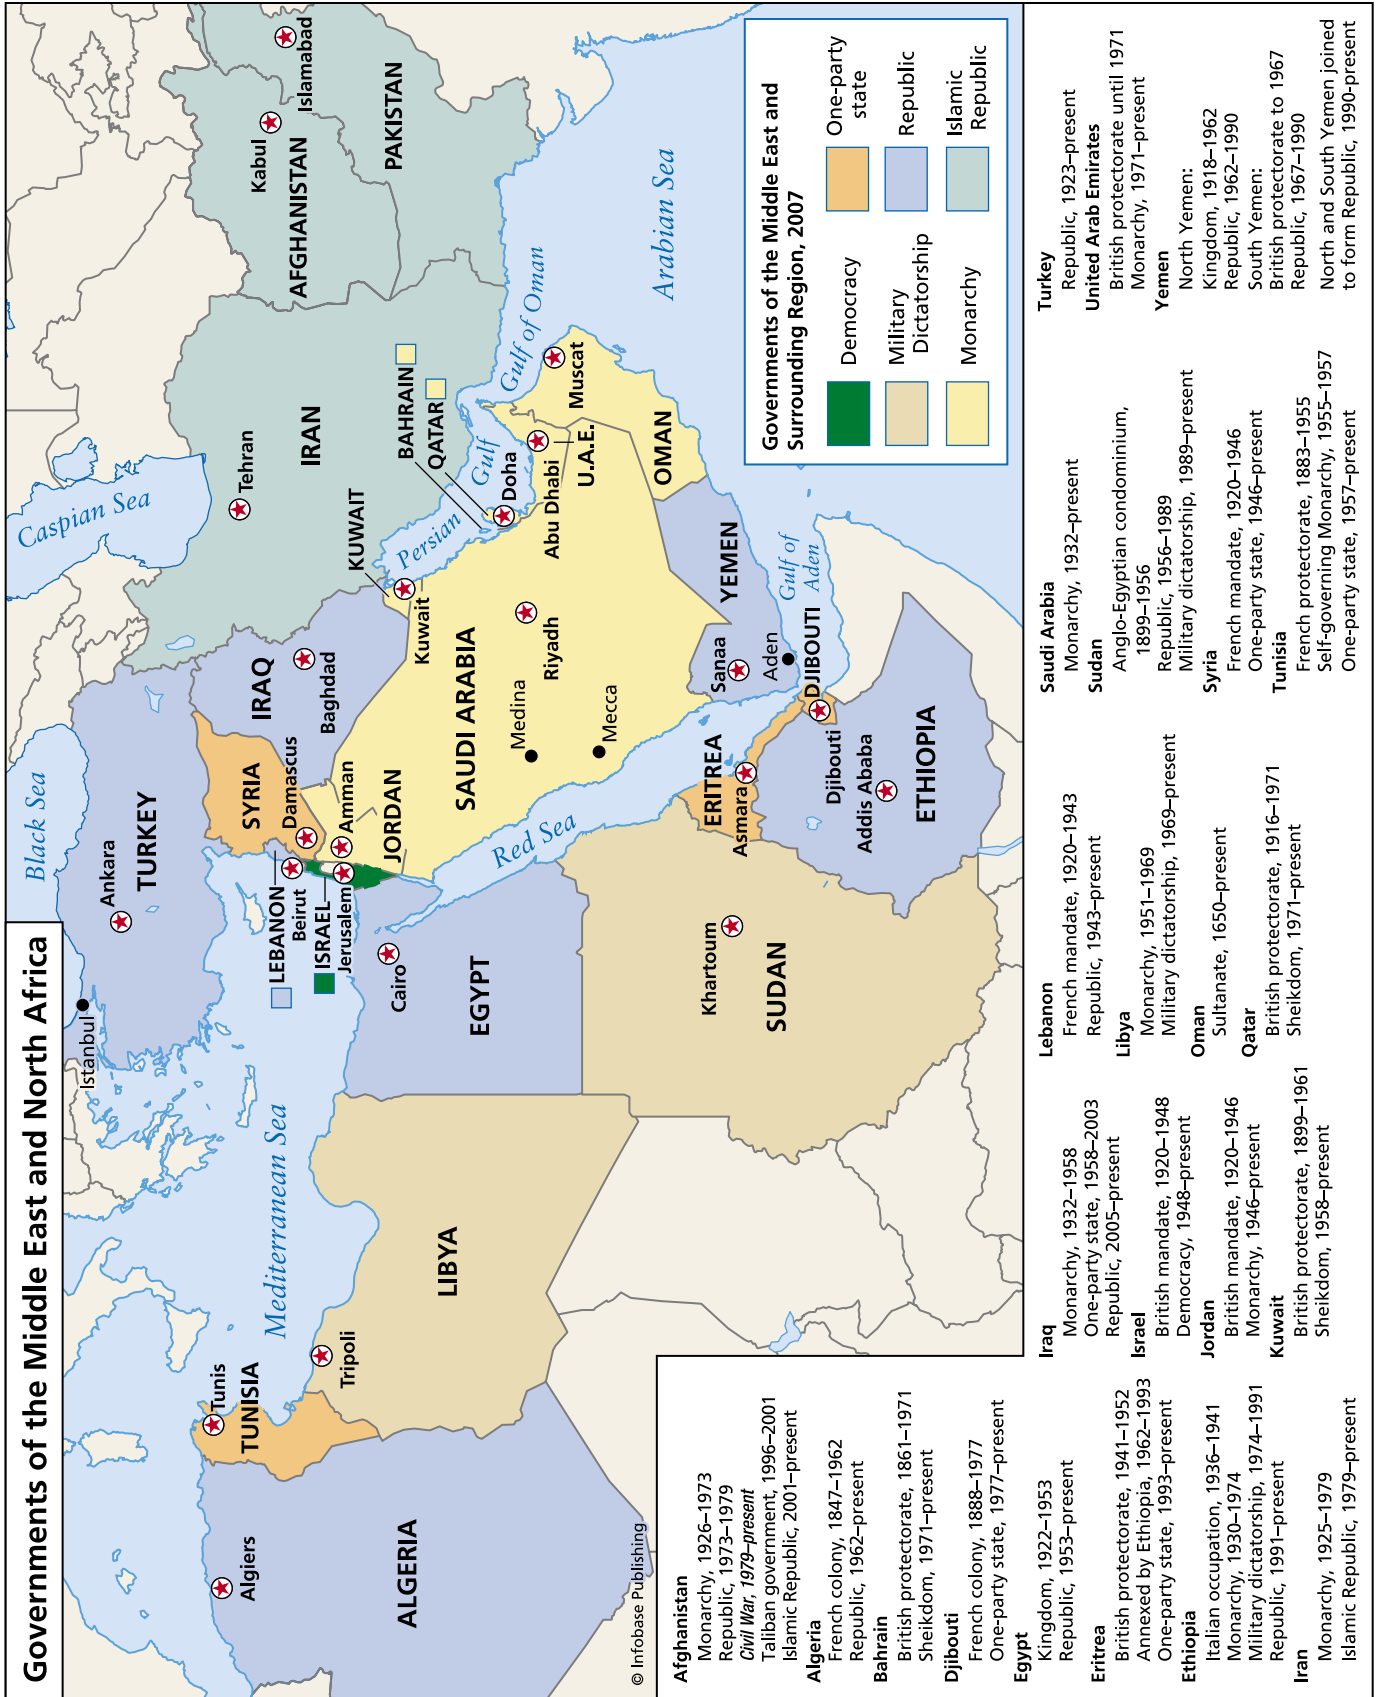 Governments of the Middle East and North Africa
Black Sea
Caspian Sea
Mediterranean Sea
Red Sea
Persian
Gulf
Gulf of Oman
Arabian Sea
Gulf of
Aden
Istanbul
Ankara
TURKEY
Algiers
ALGERIA
Tunis
TUNISIA
Tripoli
LIBYA
Cairo
EGYPT
LEBANON
Beirut
ISRAEL
Jerusalem
SYRIA
Damascus
Amman
JORDAN
IRAQ
Baghdad
Tehran
IRAN
KUWAIT
Kuwait
BAHRAIN
QATAR
Doha
Abu Dhabi
U.A.E.
Muscat
OMAN
SAUDI ARABIA
Riyadh
Medina
Mecca
YEMEN
Sanaa
Aden
Kabul
AFGHANISTAN
Islamabad
PAKISTAN
Khartoum
SUDAN
ERITREA
Asmara
DJIBOUTI
Djibouti
Addis Ababa
ETHIOPIA
Governments of the Middle East and
Surrounding Region, 2007
Democracy
Military
Dictatorship
Monarchy
One-party
state
Republic
Islamic
Republic
© Infobase Publishing
Afghanistan
Monarchy, 1926–1973
Republic, 1973–1979
Civil War, 1979–present
Taliban government, 1996–2001
Islamic Republic, 2001–present
Algeria
French colony, 1847–1962
Republic, 1962–present
Bahrain
British protectorate, 1861–1971
Sheikdom, 1971–present
Djibouti
French colony, 1888–1977
One-party state, 1977–present
Egypt
Kingdom, 1922–1953
Republic, 1953–present
Eritrea
British protectorate, 1941–1952
Annexed by Ethiopia, 1962–1993
One-party state, 1993–present
Ethiopia
Italian occupation, 1936–1941
Monarchy, 1930–1974
Military dictatorship, 1974–1991
Republic, 1991–present
Iran
Monarchy, 1925–1979
Islamic Republic, 1979–present
Iraq
Monarchy, 1932–1958
One-party state, 1958–2003
Republic, 2005–present
Israel
British mandate, 1920–1948
Democracy, 1948–present
Jordan
British mandate, 1920–1946
Monarchy, 1946–present
Kuwait
British protectorate, 1899–1961
Sheikdom, 1958–present
Lebanon
French mandate, 1920–1943
Republic, 1943–present
Libya
Monarchy, 1951–1969
Military dictatorship, 1969–present
Oman
Sultanate, 1650–present
Qatar
British protectorate, 1916–1971
Sheikdom, 1971–present
Saudi Arabia
Monarchy, 1932–present
Sudan
Anglo-Egyptian condominium,
1899–1956
Republic, 1956–1989
Military dictatorship, 1989–present
Syria
French mandate, 1920–1946
One-party state, 1946–present
Tunisia
French protectorate, 1883–1955
Self-governing Monarchy, 1955–1957
One-party state, 1957–present
Turkey
Republic, 1923–present
United Arab Emirates
British protectorate until 1971
Monarchy, 1971–present
Yemen
North Yemen:
Kingdom, 1918–1962
Republic, 1962–1990
South Yemen:
British protectorate to 1967
Republic, 1967–1990
North and South Yemen joined
to form Republic, 1990-present